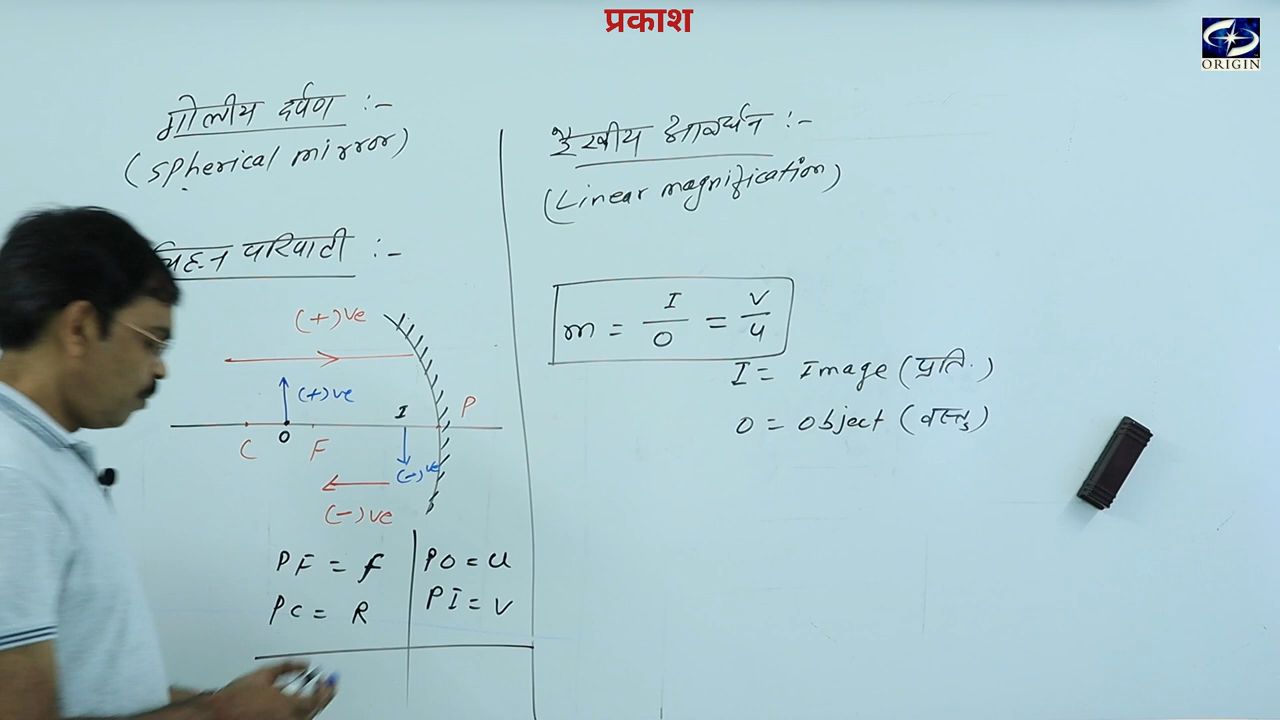 प्रकाश
ORIGIN
गोलीय दर्पण :-
(Spherical mirror)
चिह्न परिपाटी :-
(+)ve
(+)ve
C
O
F
I
P
(-)ve
(-)ve
PF = f
PO = u
PC = R
PI = V
रैखीय आवर्धन :-
(Linear magnification)
m = I/O = V/u
I = Image (प्रति.)
O = Object (वस्तु)